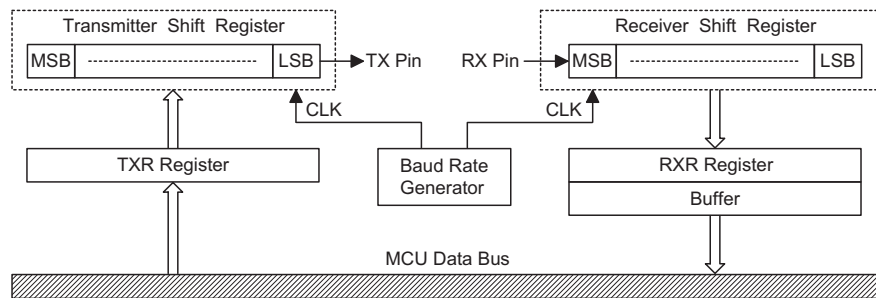 Transmitter Shift Register
Receiver Shift Register
MSB
LSB
TX Pin
RX Pin
MSB
LSB
CLK
CLK
TXR Register
Baud Rate
Generator
RXR Register
Buffer
MCU Data Bus